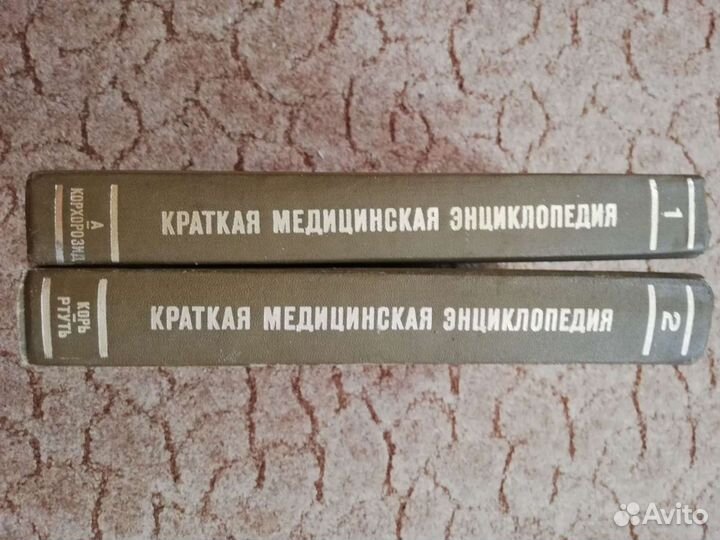 КРАТКАЯ МЕДИЦИНСКАЯ ЭНЦИКЛОПЕДИЯ
1
А
—
КОРХОРОЗИД
КРАТКАЯ МЕДИЦИНСКАЯ ЭНЦИКЛОПЕДИЯ
2
КОРЬ
—
РТУТЬ
Avito